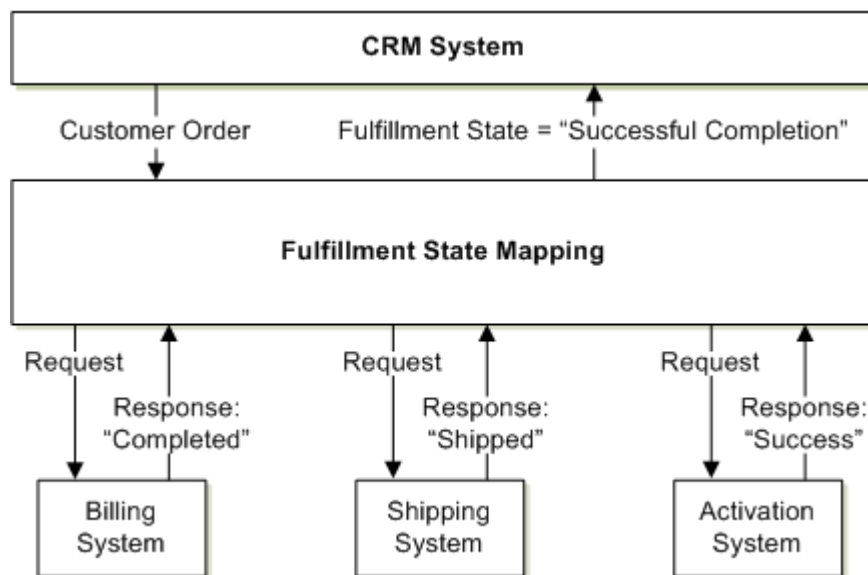 CRM System
Customer Order
Fulfillment State = “Successful Completion”
Fulfillment State Mapping
Request
Response:
“Completed”
Request
Response:
“Shipped”
Request
Response:
“Success”
Billing
System
Shipping
System
Activation
System